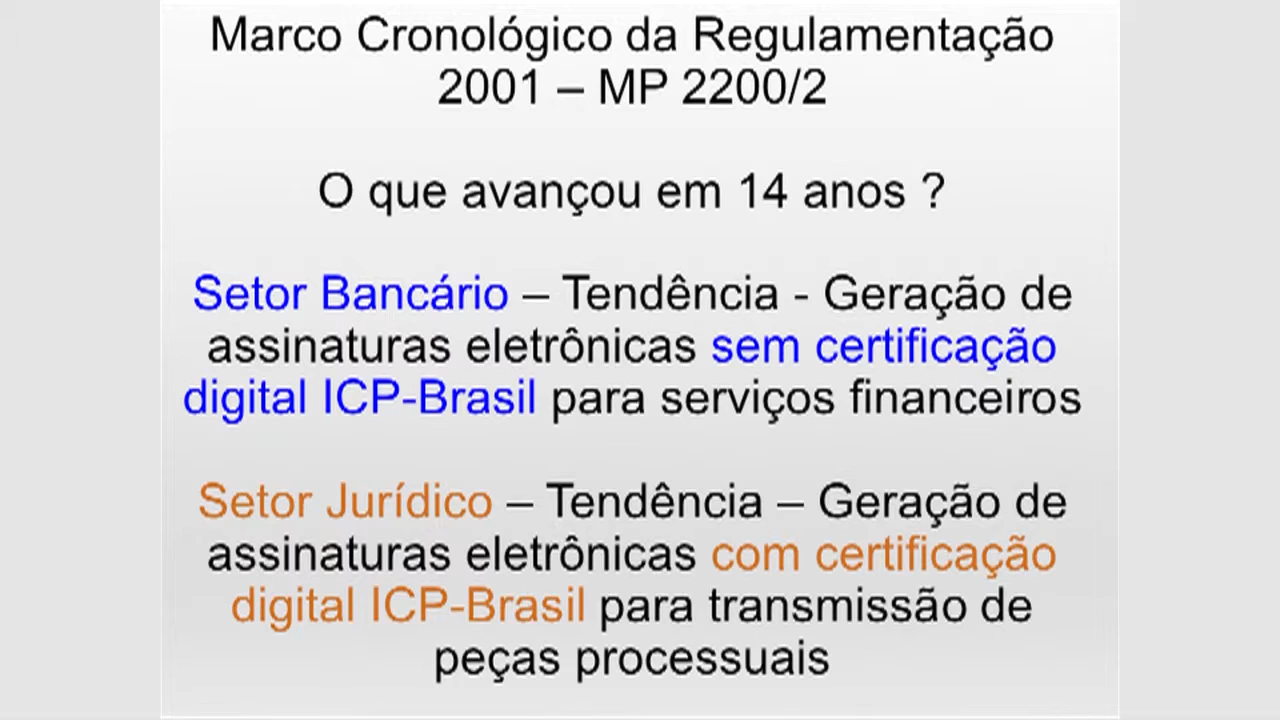 Marco Cronológico da Regulamentação
2001 – MP 2200/2
O que avançou em 14 anos ?
Setor Bancário – Tendência - Geração de
assinaturas eletrônicas sem certificação
digital ICP-Brasil para serviços financeiros
Setor Jurídico – Tendência – Geração de
assinaturas eletrônicas com certificação
digital ICP-Brasil para transmissão de
peças processuais